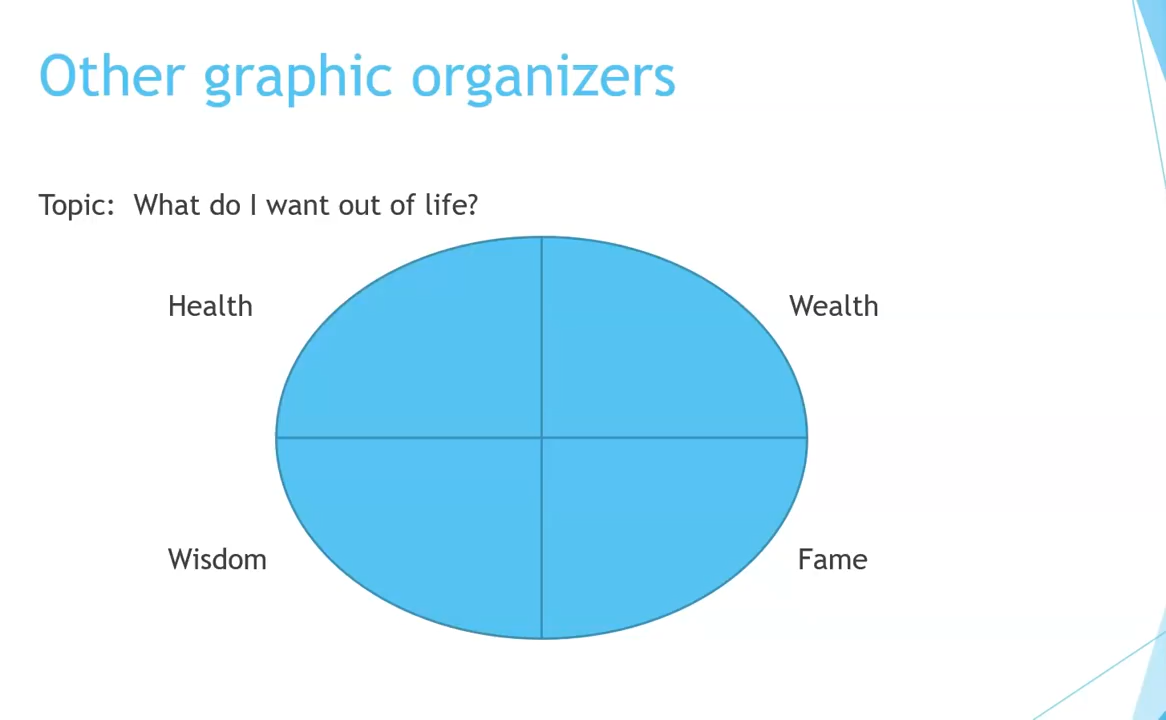 Other graphic organizers
Topic: What do I want out of life?
Health
Wealth
Wisdom
Fame